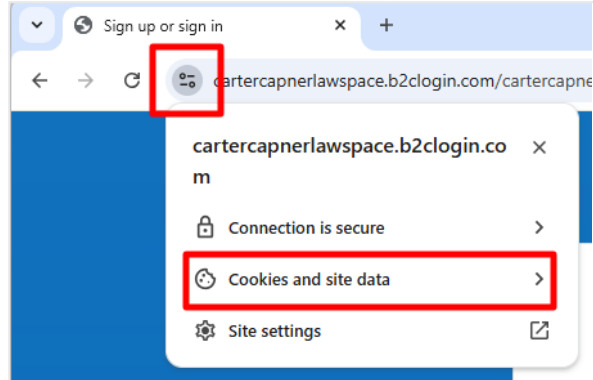 Sign up or sign in
cartercapnerlawspace.b2clogin.com/cartercapne
cartercapnerlawspace.b2clogin.co
m
Connection is secure
Cookies and site data
Site settings